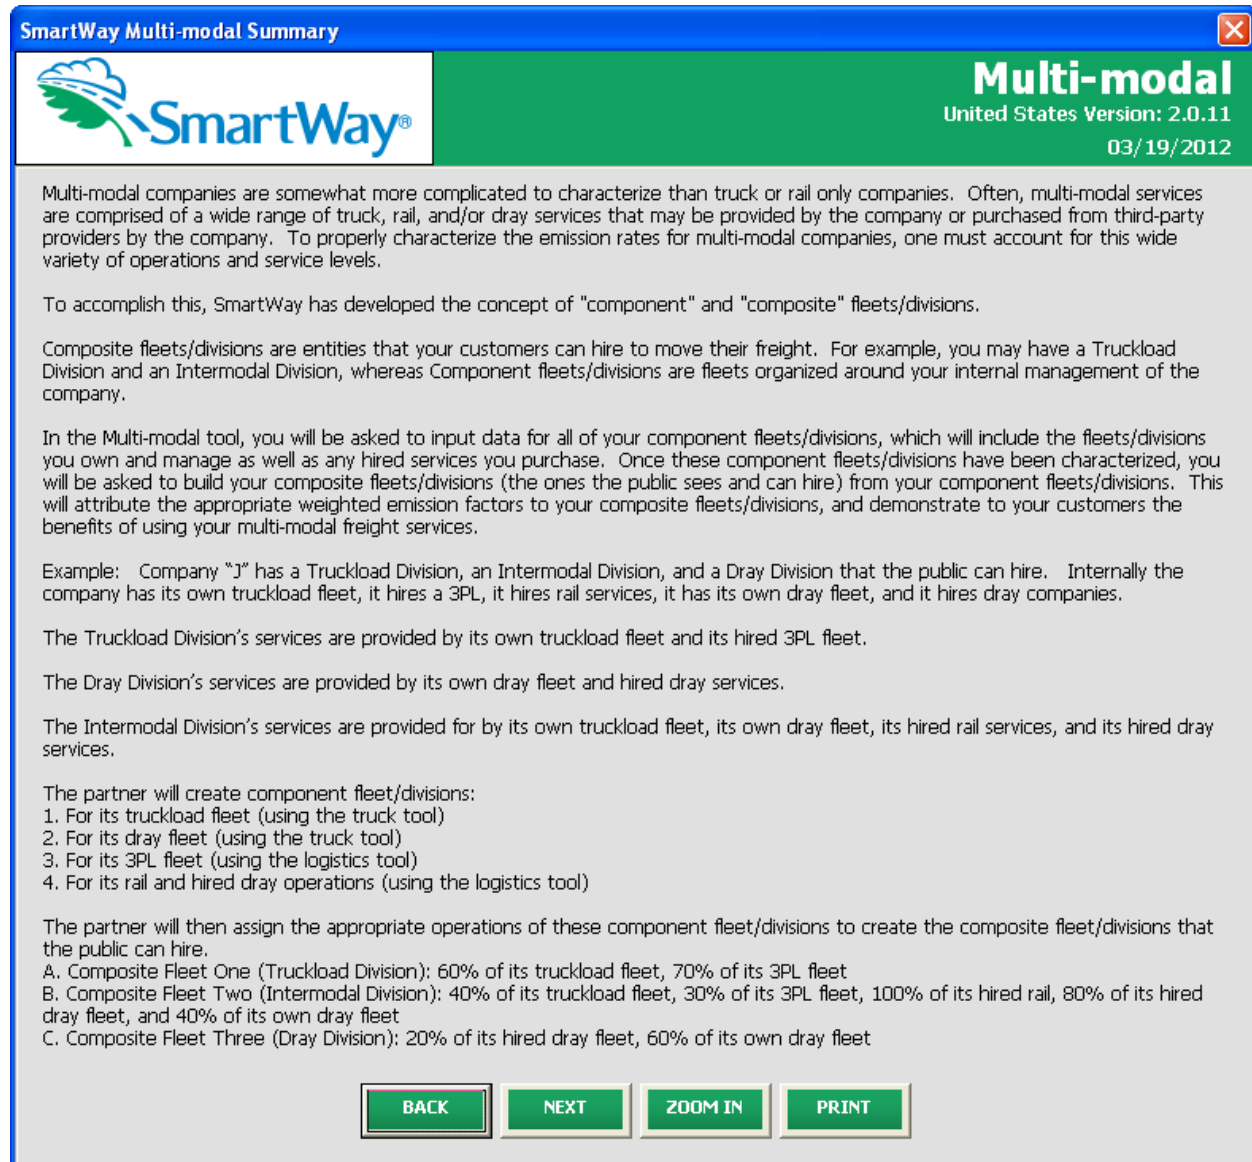 SmartWay Multi-modal Summary
SmartWay®
Multi-modal
United States Version: 2.0.11
03/19/2012
Multi-modal companies are somewhat more complicated to characterize than truck or rail only companies.  Often, multi-modal services
are comprised of a wide range of truck, rail, and/or dray services that may be provided by the company or purchased from third-party
providers by the company.  To properly characterize the emission rates for multi-modal companies, one must account for this wide
variety of operations and service levels.
To accomplish this, SmartWay has developed the concept of "component" and "composite" fleets/divisions.
Composite fleets/divisions are entities that your customers can hire to move their freight.  For example, you may have a Truckload
Division and an Intermodal Division, whereas Component fleets/divisions are fleets organized around your internal management of the
company.
In the Multi-modal tool, you will be asked to input data for all of your component fleets/divisions, which will include the fleets/divisions
you own and manage as well as any hired services you purchase.  Once these component fleets/divisions have been characterized, you
will be asked to build your composite fleets/divisions (the ones the public sees and can hire) from your component fleets/divisions.  This
will attribute the appropriate weighted emission factors to your composite fleets/divisions, and demonstrate to your customers the
benefits of using your multi-modal freight services.
Example:   Company “J” has a Truckload Division, an Intermodal Division, and a Dray Division that the public can hire.   Internally the
company has its own truckload fleet, it hires a 3PL, it hires rail services, it has its own dray fleet, and it hires dray companies.
The Truckload Division’s services are provided by its own truckload fleet and its hired 3PL fleet.
The Dray Division’s services are provided by its own dray fleet and hired dray services.
The Intermodal Division’s services are provided for by its own truckload fleet, its own dray fleet, its hired rail services, and its hired dray
services.
The partner will create component fleet/divisions:
1. For its truckload fleet (using the truck tool)
2. For its dray fleet (using the truck tool)
3. For its 3PL fleet (using the logistics tool)
4. For its rail and hired dray operations (using the logistics tool)
The partner will then assign the appropriate operations of these component fleet/divisions to create the composite fleet/divisions that
the public can hire.
A. Composite Fleet One (Truckload Division): 60% of its truckload fleet, 70% of its 3PL fleet
B. Composite Fleet Two (Intermodal Division): 40% of its truckload fleet, 30% of its 3PL fleet, 100% of its hired rail, 80% of its hired
dray fleet, and 40% of its own dray fleet
C. Composite Fleet Three (Dray Division): 20% of its hired dray fleet, 60% of its own dray fleet
BACK
NEXT
ZOOM IN
PRINT